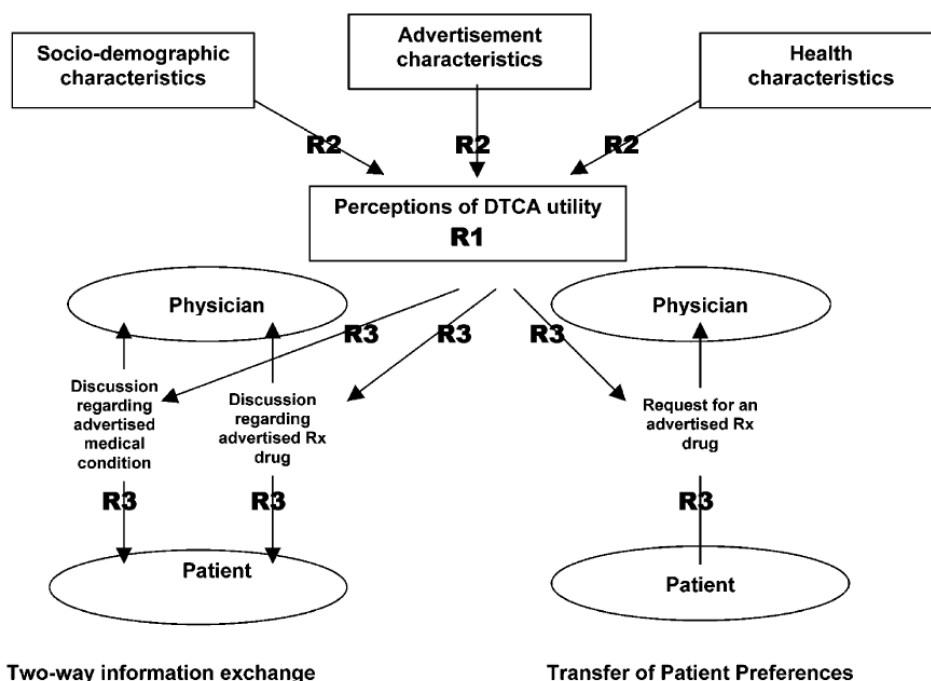 Socio-demographic
characteristics
Advertisement
characteristics
Health
characteristics
R2
R2
R2
Perceptions of DTCA utility
R1
Physician
Physician
R3
R3
R3
Discussion
regarding
advertised
medical
condition
Discussion
regarding
advertised Rx
drug
Request for an
advertised Rx
drug
R3
R3
R3
Patient
Patient
Two-way information exchange
Transfer of Patient Preferences